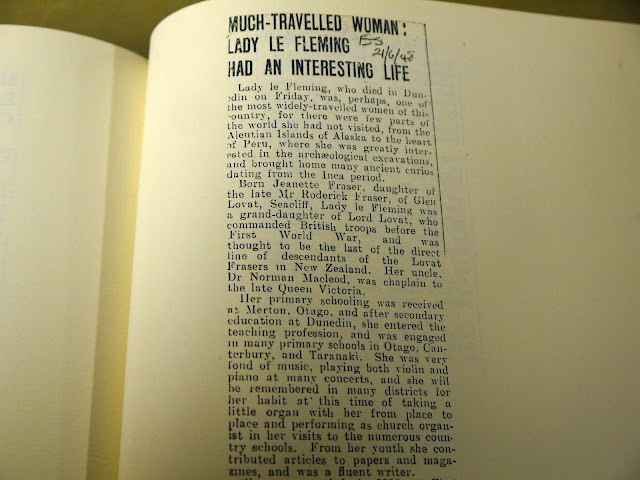 MUCH-TRAVELLED WOMAN:
LADY LE FLEMING
21/6/48
HAD AN INTERESTING LIFE
Lady le Fleming, who died in Dun-
edin on Friday, was, perhaps, one of
the most widely-travelled women of this
country, for there were few parts of
the world she had not visited, from the
Aleutian Islands of Alaska to the heart
of Peru, where she was greatly inter-
ested in the archæological excavations,
and brought home many ancient curios
dating from the Inca period.
Born Jeanette Fraser, daughter of
the late Mr Roderick Fraser, of Glen
Lovat, Seacliff, Lady le Fleming was
a grand-daughter of Lord Lovat, who
commanded British troops before the
First World War, and was
thought to be the last of the direct
line of descendants of the Lovat
Frasers in New Zealand. Her uncle,
Dr Norman Macleod, was chaplain to
the late Queen Victoria.
Her primary schooling was received
at Merton, Otago, and after secondary
education at Dunedin, she entered the
teaching profession, and was engaged
in many primary schools in Otago, Can-
terbury, and Taranaki. She was very
fond of music, playing both violin and
piano at many concerts, and she will
be remembered in many districts for
her habit at this time of taking a
little organ with her from place to
place and performing as church organ-
ist in her visits to the numerous coun-
try schools. From her youth she con-
tributed articles to papers and maga-
zines, and was a fluent writer.